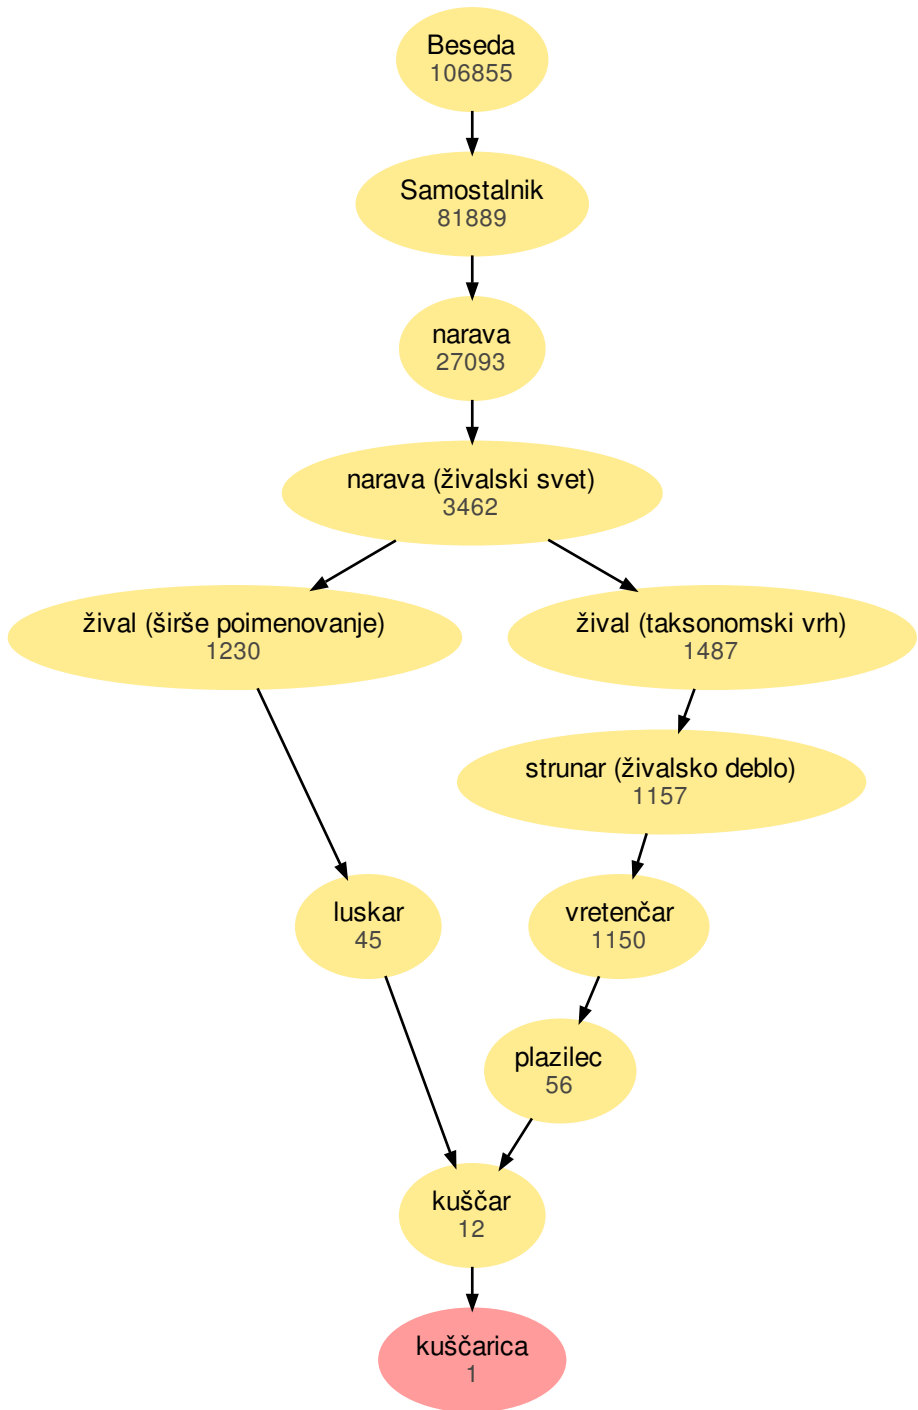 Beseda
106855
Samostalnik
81889
narava
27093
narava (živalski svet)
3462
žival (širše poimenovanje)
1230
žival (taksonomski vrh)
1487
strunar (živalsko deblo)
1157
luskar
45
vretenčar
1150
plazilec
56
kuščar
12
kuščarica
1